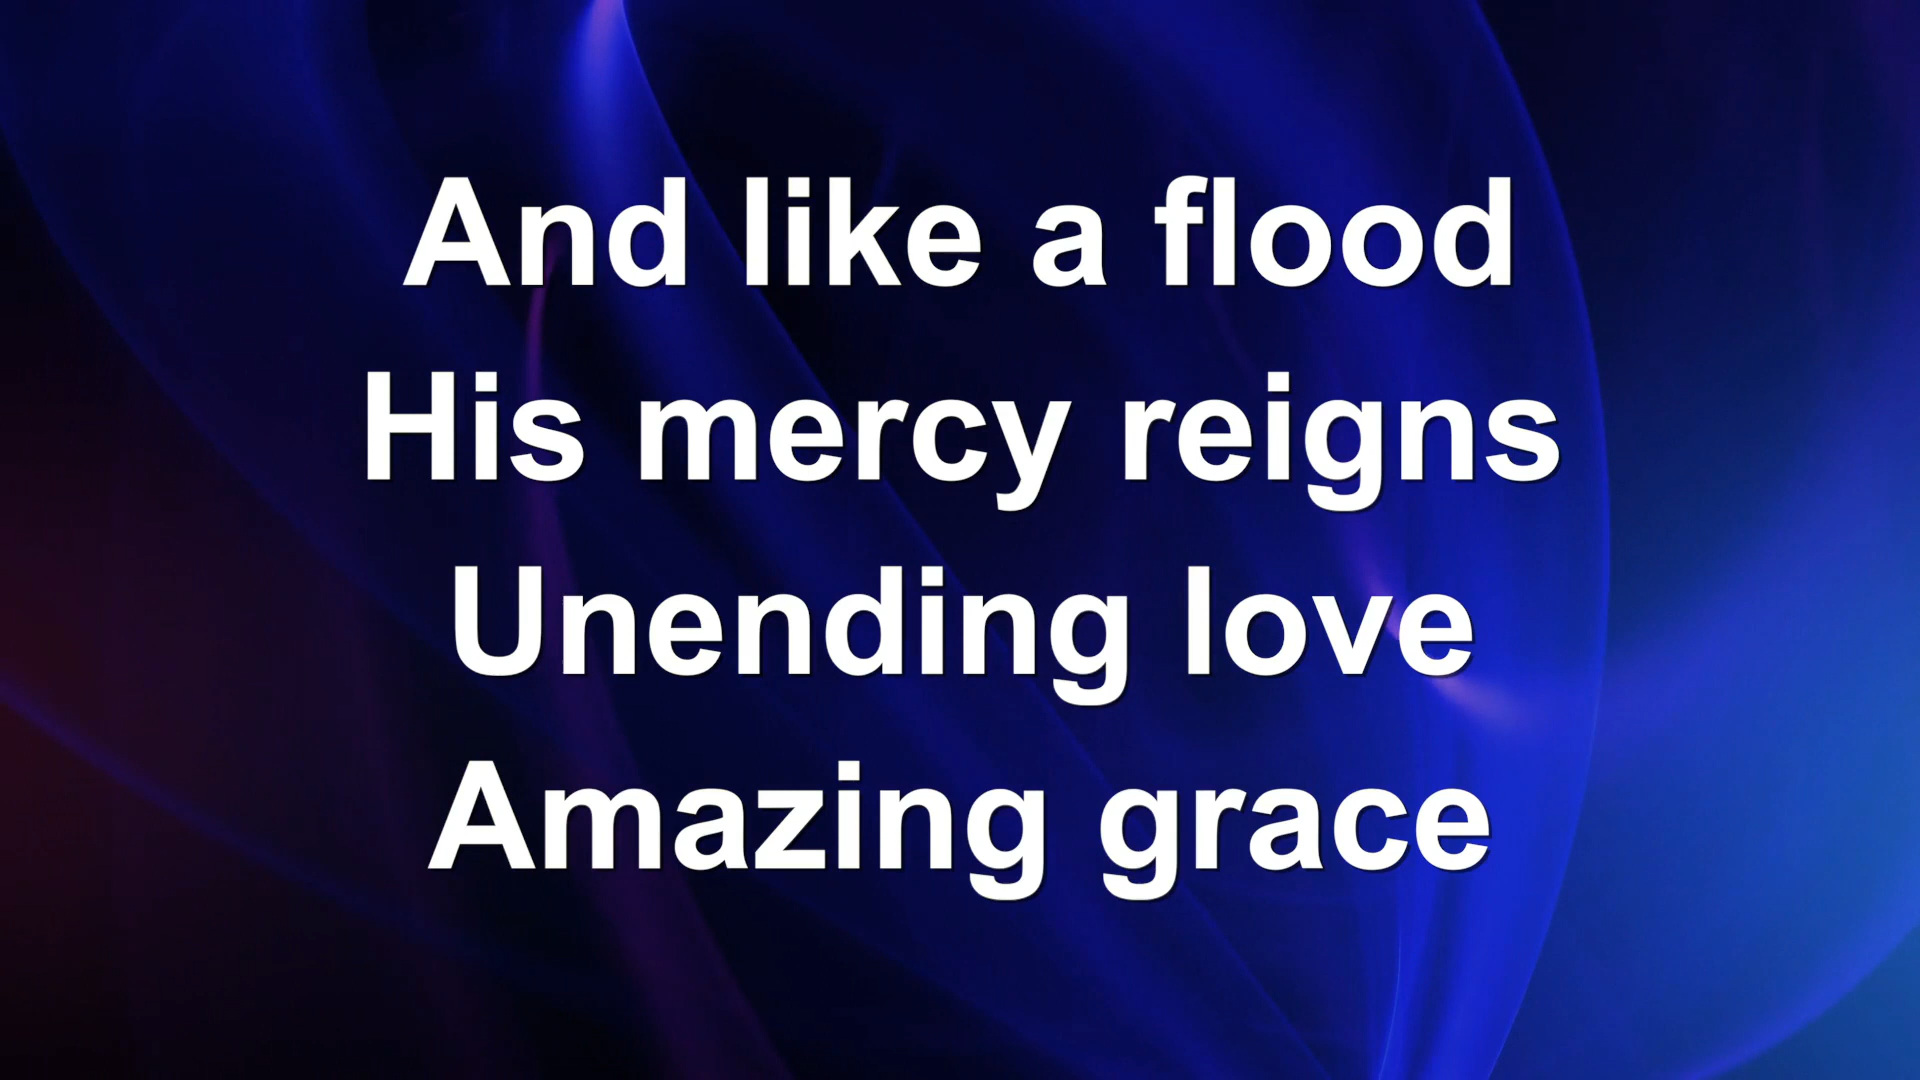 And like a flood
His mercy reigns
Unending love
Amazing grace